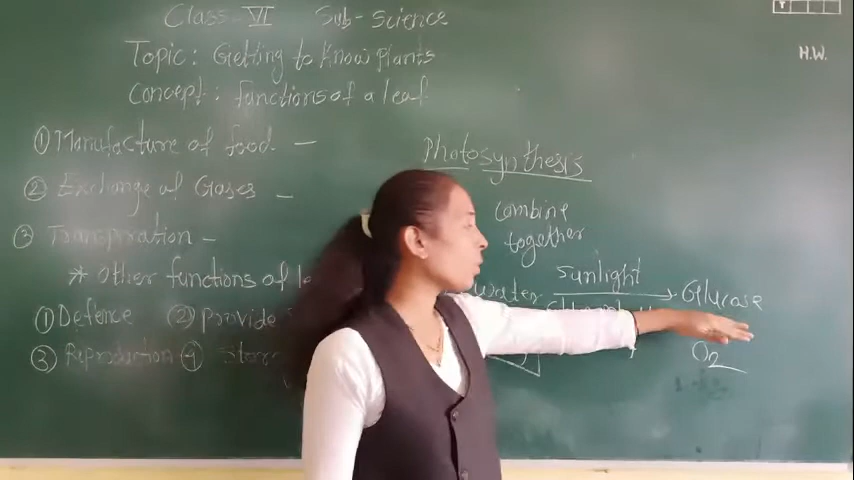 Class - VI Sub - Science
Topic: Getting to Know Plants
Concept: functions of a leaf
H.W.
① Manufacture of food -
② Exchange of Gases -
③ Transpiration -
* Other functions of
① Defence ② Provide
③ Reproduction ④
Photosynthesis
Combine
together
water Sunlight → Glucose
O2